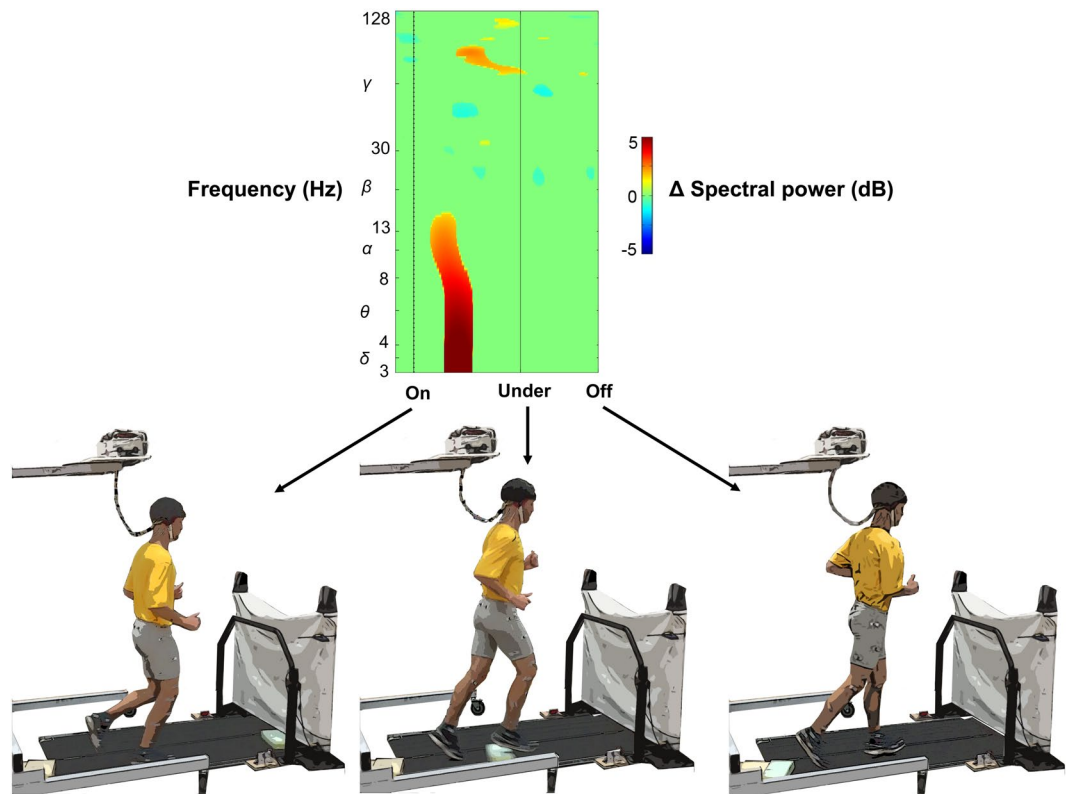 128
γ
30
Frequency (Hz)
β
13
α
8
θ
4
δ
3
5
0
-5
Δ Spectral power (dB)
On
Under
Off